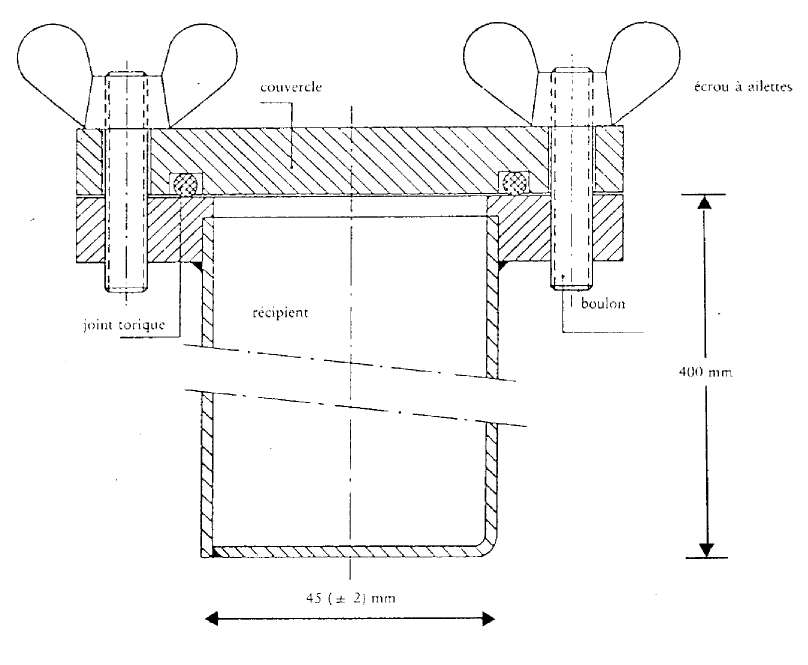 couvercle
écrou à ailettes
boulon
récipient
joint torique
400 mm
45 (± 2) mm